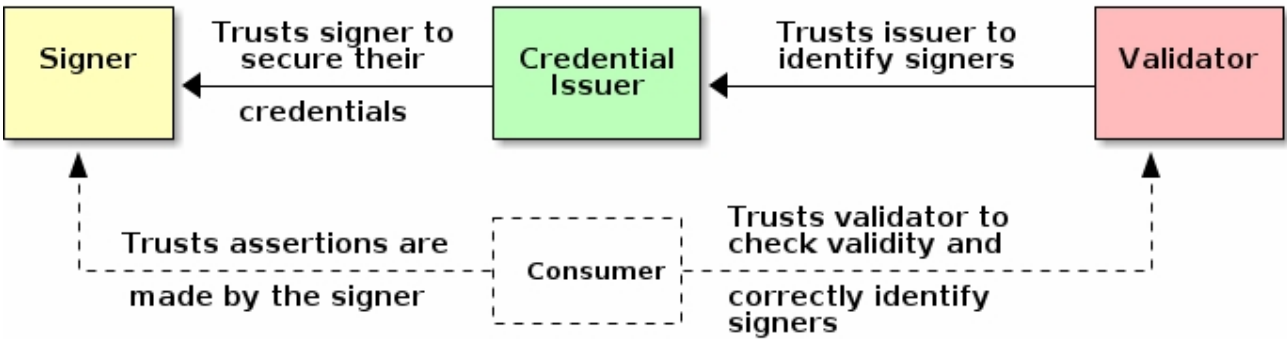 Signer
Trusts signer to
secure their
credentials
Credential
Issuer
Trusts issuer to
identify signers
Validator
Trusts assertions are
made by the signer
Consumer
Trusts validator to
check validity and
correctly identify
signers